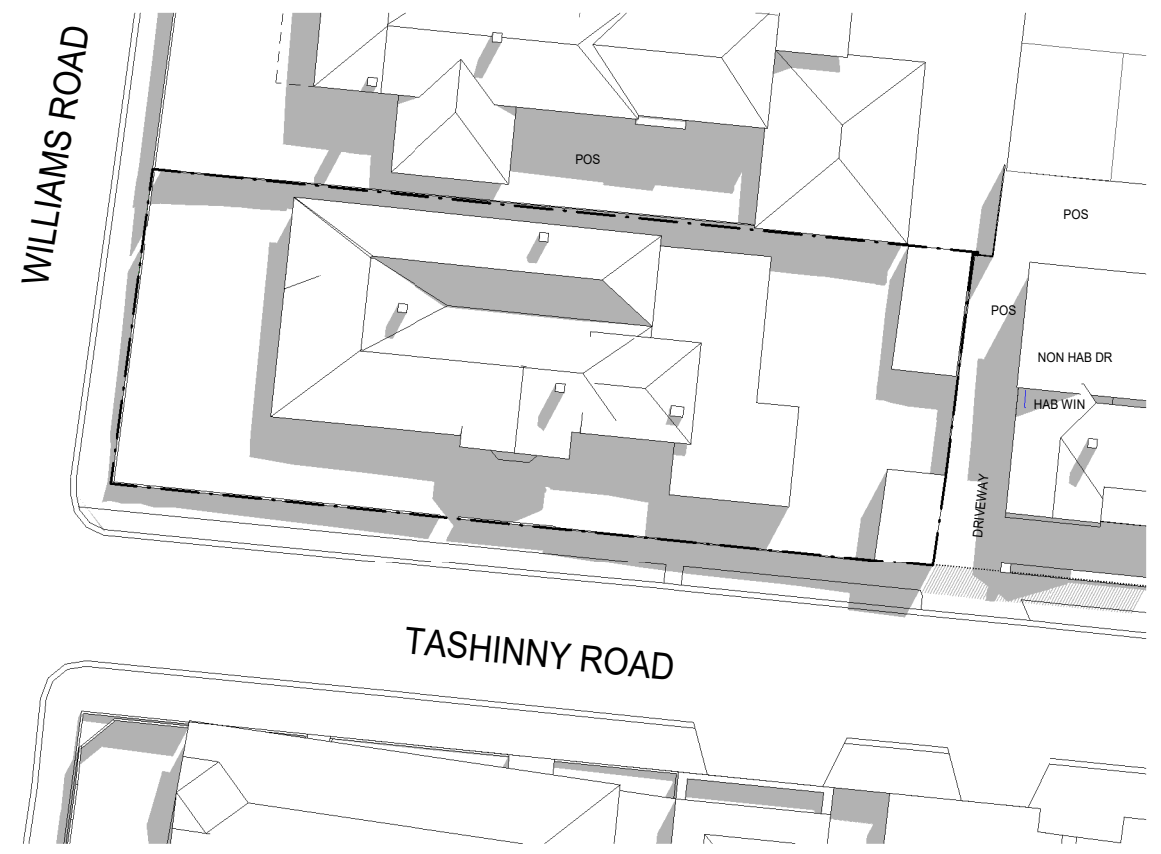 WILLIAMS ROAD
POS
POS
POS
NON HAB DR
HAB WIN
DRIVEWAY
TASHINNY ROAD